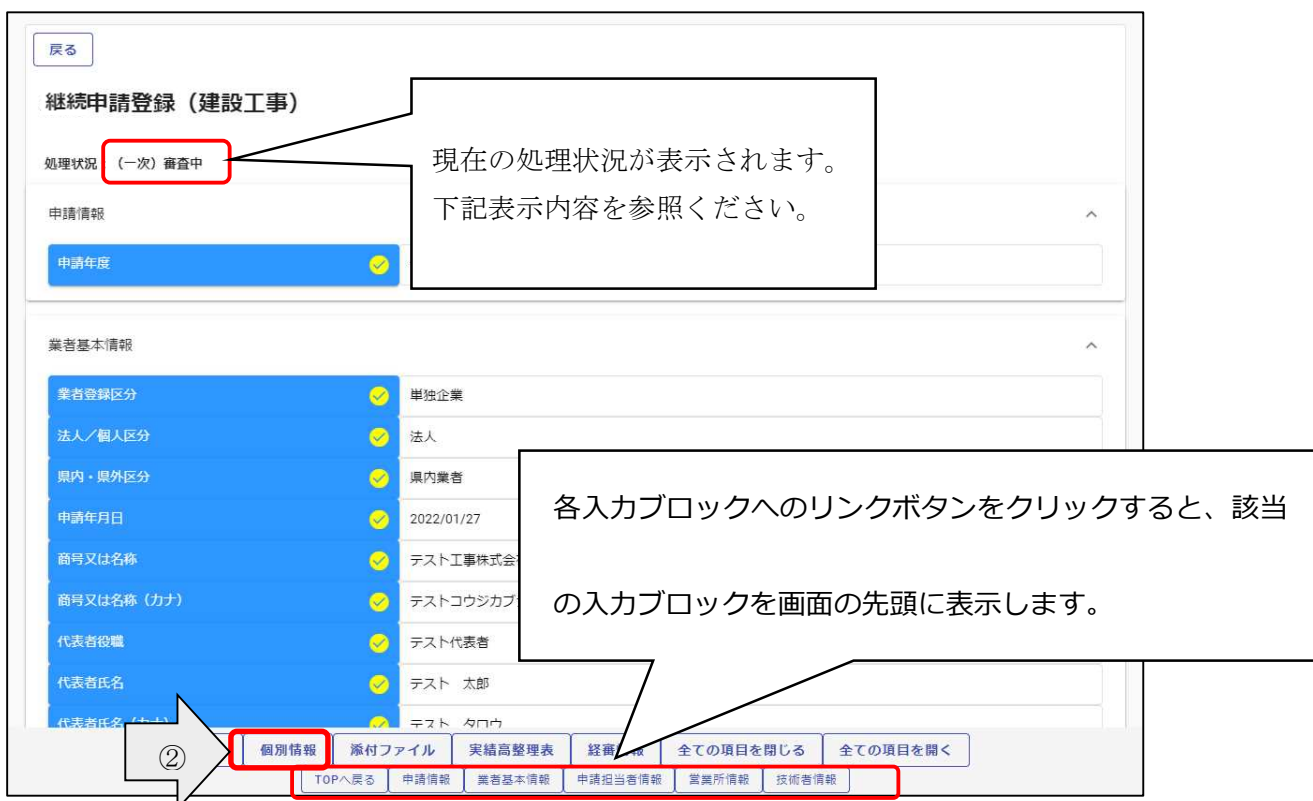 戻る
継続申請登録（建設工事）
処理状況：（一次）審査中
現在の処理状況が表示されます。
下記表示内容を参照ください。
申請情報
申請年度
業者基本情報
業者登録区分 単独企業
法人／個人区分 法人
県内・県外区分 県内業者
申請年月日 2022/01/27
商号又は名称 テスト工事株式会
商号又は名称（カナ） テストコウジカブ
代表者役職 テスト代表者
代表者氏名 テスト 太郎
代表者氏名（カナ） テスト タロウ
各入力ブロックへのリンクボタンをクリックすると、該当
の入力ブロックを画面の先頭に表示します。
②
個別情報 添付ファイル 実績高整理表 経審情報 全ての項目を閉じる 全ての項目を開く
TOPへ戻る 申請情報 業者基本情報 申請担当者情報 営業所情報 技術者情報